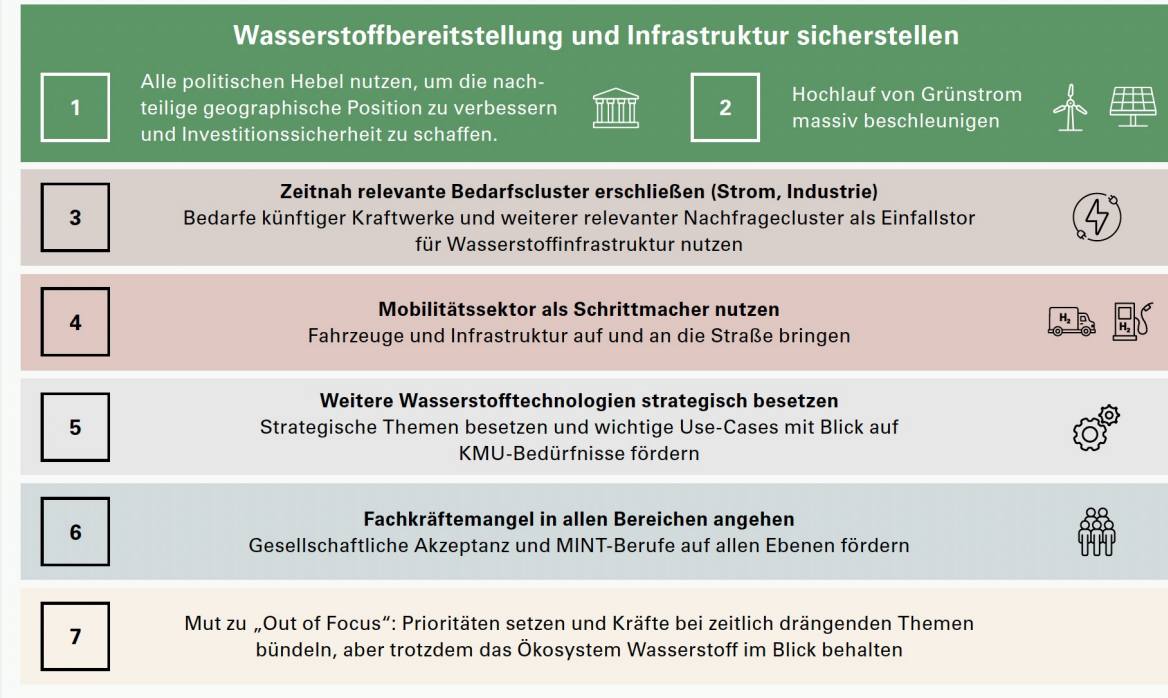 Wasserstoffbereitstellung und Infrastruktur sicherstellen
1
Alle politischen Hebel nutzen, um die nach-
teilige geographische Position zu verbessern
und Investitionssicherheit zu schaffen.
2
Hochlauf von Grünstrom
massiv beschleunigen
3
Zeitnah relevante Bedarfscluster erschließen (Strom, Industrie)
Bedarfe künftiger Kraftwerke und weiterer relevanter Nachfragecluster als Einfallstor
für Wasserstoffinfrastruktur nutzen
4
Mobilitätssektor als Schrittmacher nutzen
Fahrzeuge und Infrastruktur auf und an die Straße bringen
H₂
H₂
5
Weitere Wasserstofftechnologien strategisch besetzen
Strategische Themen besetzen und wichtige Use-Cases mit Blick auf
KMU-Bedürfnisse fördern
6
Fachkräftemangel in allen Bereichen angehen
Gesellschaftliche Akzeptanz und MINT-Berufe auf allen Ebenen fördern
7
Mut zu „Out of Focus“: Prioritäten setzen und Kräfte bei zeitlich drängenden Themen
bündeln, aber trotzdem das Ökosystem Wasserstoff im Blick behalten